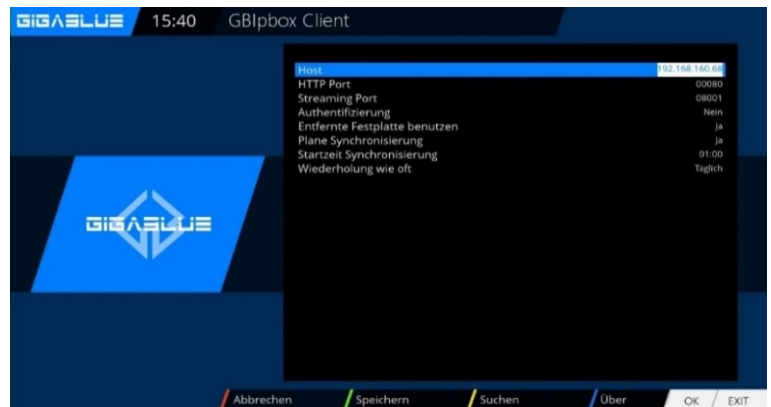 GIGABLUE 15:40 GBIpbox Client
Host 192.168.160.68
HTTP Port 00080
Streaming Port 08001
Authentifizierung Nein
Entfernte Festplatte benutzen Ja
Plane Synchronisierung Ja
Startzeit Synchronisierung 01:00
Wiederholung wie oft Täglich
GIGABLUE
Abbrechen Speichern Suchen Über OK EXIT